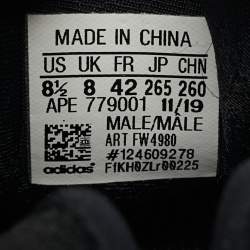 MADE IN CHINA
US UK FR JP CHN
8½ 8 42 265 260
APE 779001 11/19
MALE/MÂLE
ART FW4980
#124609278
adidas F1KH0ZLr00225